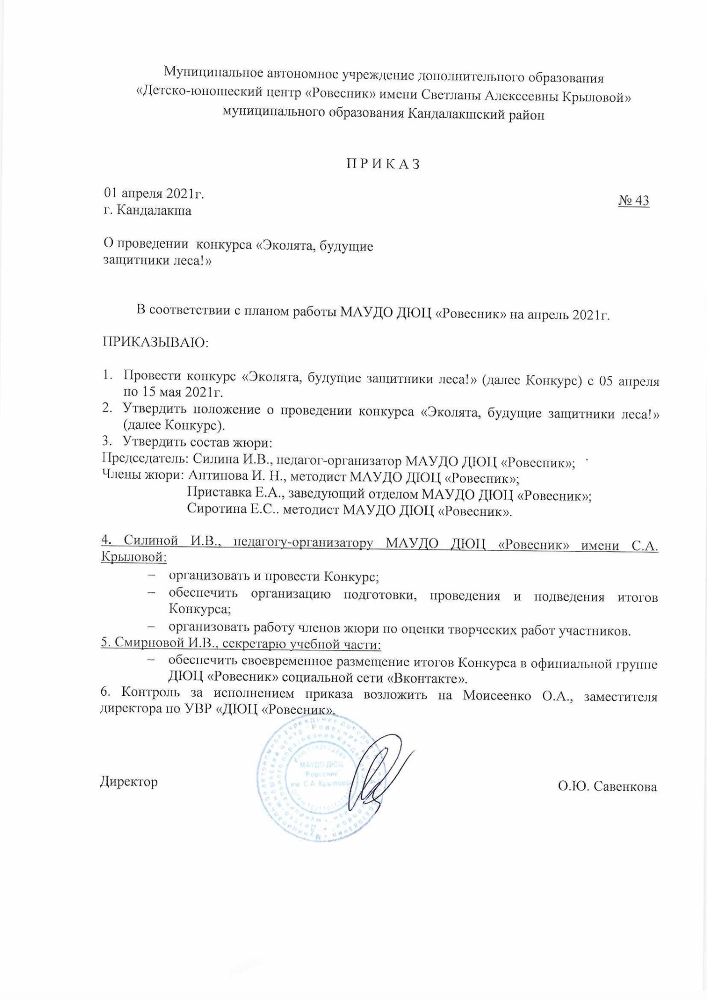 Муниципальное автономное учреждение дополнительного образования
«Детско-юношеский центр «Ровесник» имени Светланы Алексеевны Крыловой»
муниципального образования Кандалакшский район
П Р И К А З
01 апреля 2021г.
№ 43
г. Кандалакша
О проведении конкурса «Эколята, будущие
защитники леса!»
В соответствии с планом работы МАУДО ДЮЦ «Ровесник» на апрель 2021г.
ПРИКАЗЫВАЮ:
1. Провести конкурс «Эколята, будущие защитники леса!» (далее Конкурс) с 05 апреля
по 15 мая 2021г.
2. Утвердить положение о проведении конкурса «Эколята, будущие защитники леса!»
(далее Конкурс).
3. Утвердить состав жюри:
Председатель: Силина И.В., педагог-организатор МАУДО ДЮЦ «Ровесник»;
Члены жюри: Антипова И. Н., методист МАУДО ДЮЦ «Ровесник»;
Приставка Е.А., заведующий отделом МАУДО ДЮЦ «Ровесник»;
Сиротина Е.С.. методист МАУДО ДЮЦ «Ровесник».
4. Силиной И.В., педагогу-организатору МАУДО ДЮЦ «Ровесник» имени С.А.
Крыловой:
– организовать и провести Конкурс;
– обеспечить организацию подготовки, проведения и подведения итогов
Конкурса;
– организовать работу членов жюри по оценки творческих работ участников.
5. Смирновой И.В., секретарю учебной части:
– обеспечить своевременное размещение итогов Конкурса в официальной группе
ДЮЦ «Ровесник» социальной сети «Вконтакте».
6. Контроль за исполнением приказа возложить на Моисеенко О.А., заместителя
директора по УВР «ДЮЦ «Ровесник».
МАУДО ДЮЦ
"Ровесник"
им. С.А. Крыловой
Директор
О.Ю. Савенкова